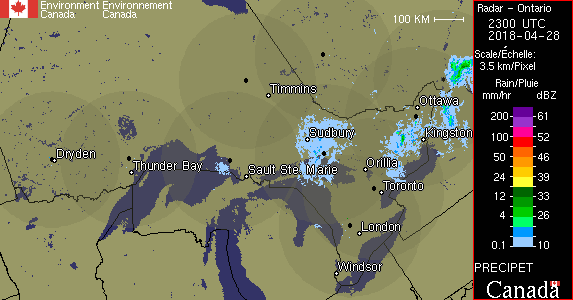 Environment Environnement
Canada Canada
100 KM
Timmins
Ottawa
Sudbury
Kingston
Dryden
Thunder Bay
Sault Ste. Marie
Orillia
Toronto
London
Windsor
Radar - Ontario
2300 UTC
2018-04-28
Scale/Échelle:
3.5 km/Pixel
Rain/Pluie
mm/hr dBZ
200 61
100 52
50 46
24 39
12 33
4 26
0.1 10
PRECIPET
Canada